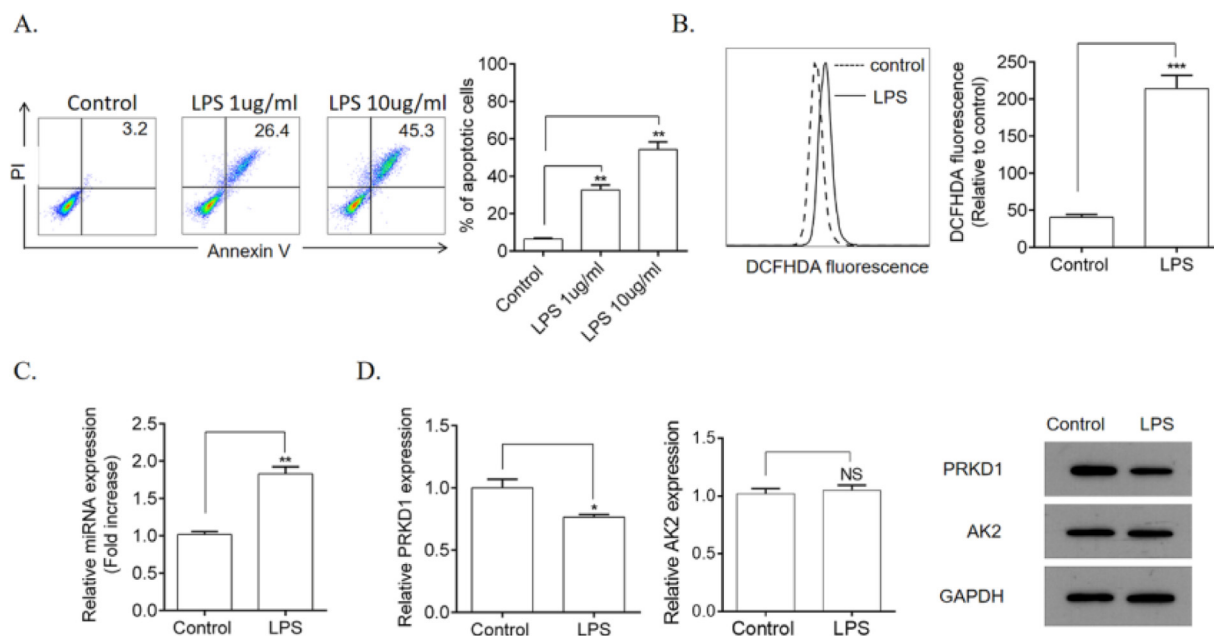 A.
Control
LPS 1ug/ml
LPS 10ug/ml
3.2
26.4
45.3
PI
Annexin V
% of apoptotic cells
100
80
60
40
20
0
**
**
Control
LPS 1ug/ml
LPS 10ug/ml
B.
control
LPS
DCFHDA fluorescence
DCFHDA fluorescence
(Relative to control)
250
200
150
100
50
0
***
Control
LPS
C.
Relative miRNA expression
(Fold increase)
2.5
2.0
1.5
1.0
0.5
0.0
**
Control
LPS
D.
Relative PRKD1 expression
1.5
1.0
0.5
0.0
*
Control
LPS
Relative AK2 expression
1.5
1.0
0.5
0.0
NS
Control
LPS
Control
LPS
PRKD1
AK2
GAPDH